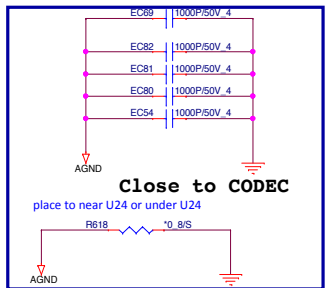 EC69 1000P/50V_4
EC82 1000P/50V_4
EC81 1000P/50V_4
EC80 1000P/50V_4
EC54 1000P/50V_4
AGND
Close to CODEC
place to near U24 or under U24
R618 *0_8/S
AGND